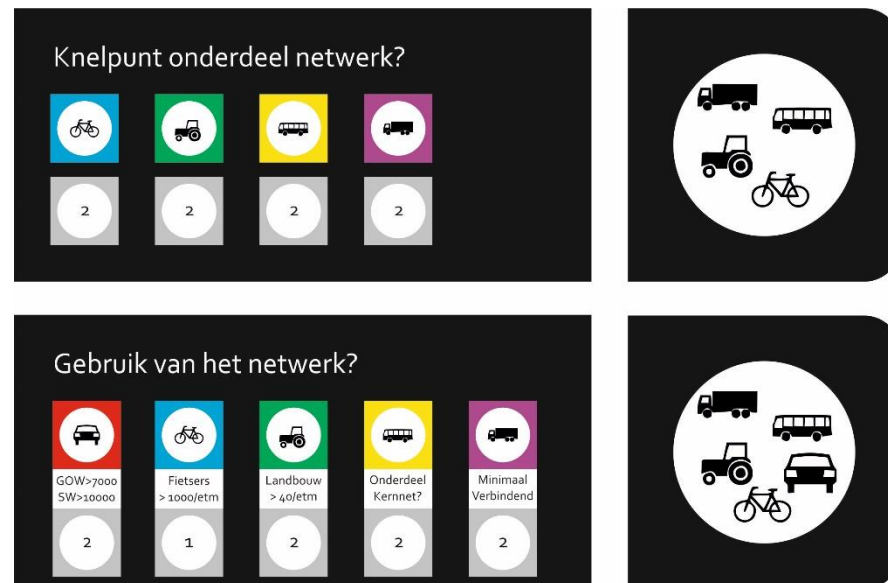 Knelpunt onderdeel netwerk?
2 2 2 2
Gebruik van het netwerk?
GOW>7000 Fietsers Landbouw Onderdeel Minimaal
SW>10000 > 1000/etm > 40/etm Kernnet? Verbindend
2 1 2 2 2